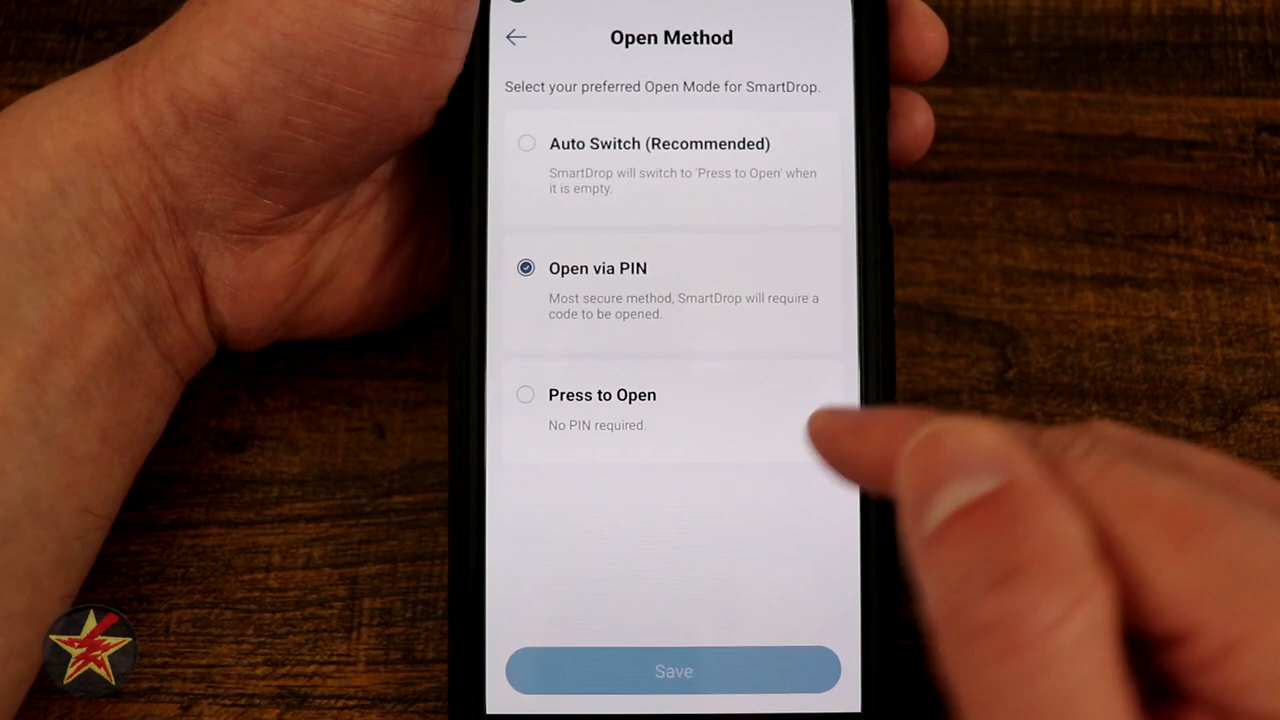 Open Method
Select your preferred Open Mode for SmartDrop.
Auto Switch (Recommended)
SmartDrop will switch to 'Press to Open' when
it is empty.
Open via PIN
Most secure method, SmartDrop will require a
code to be opened.
Press to Open
No PIN required.
Save